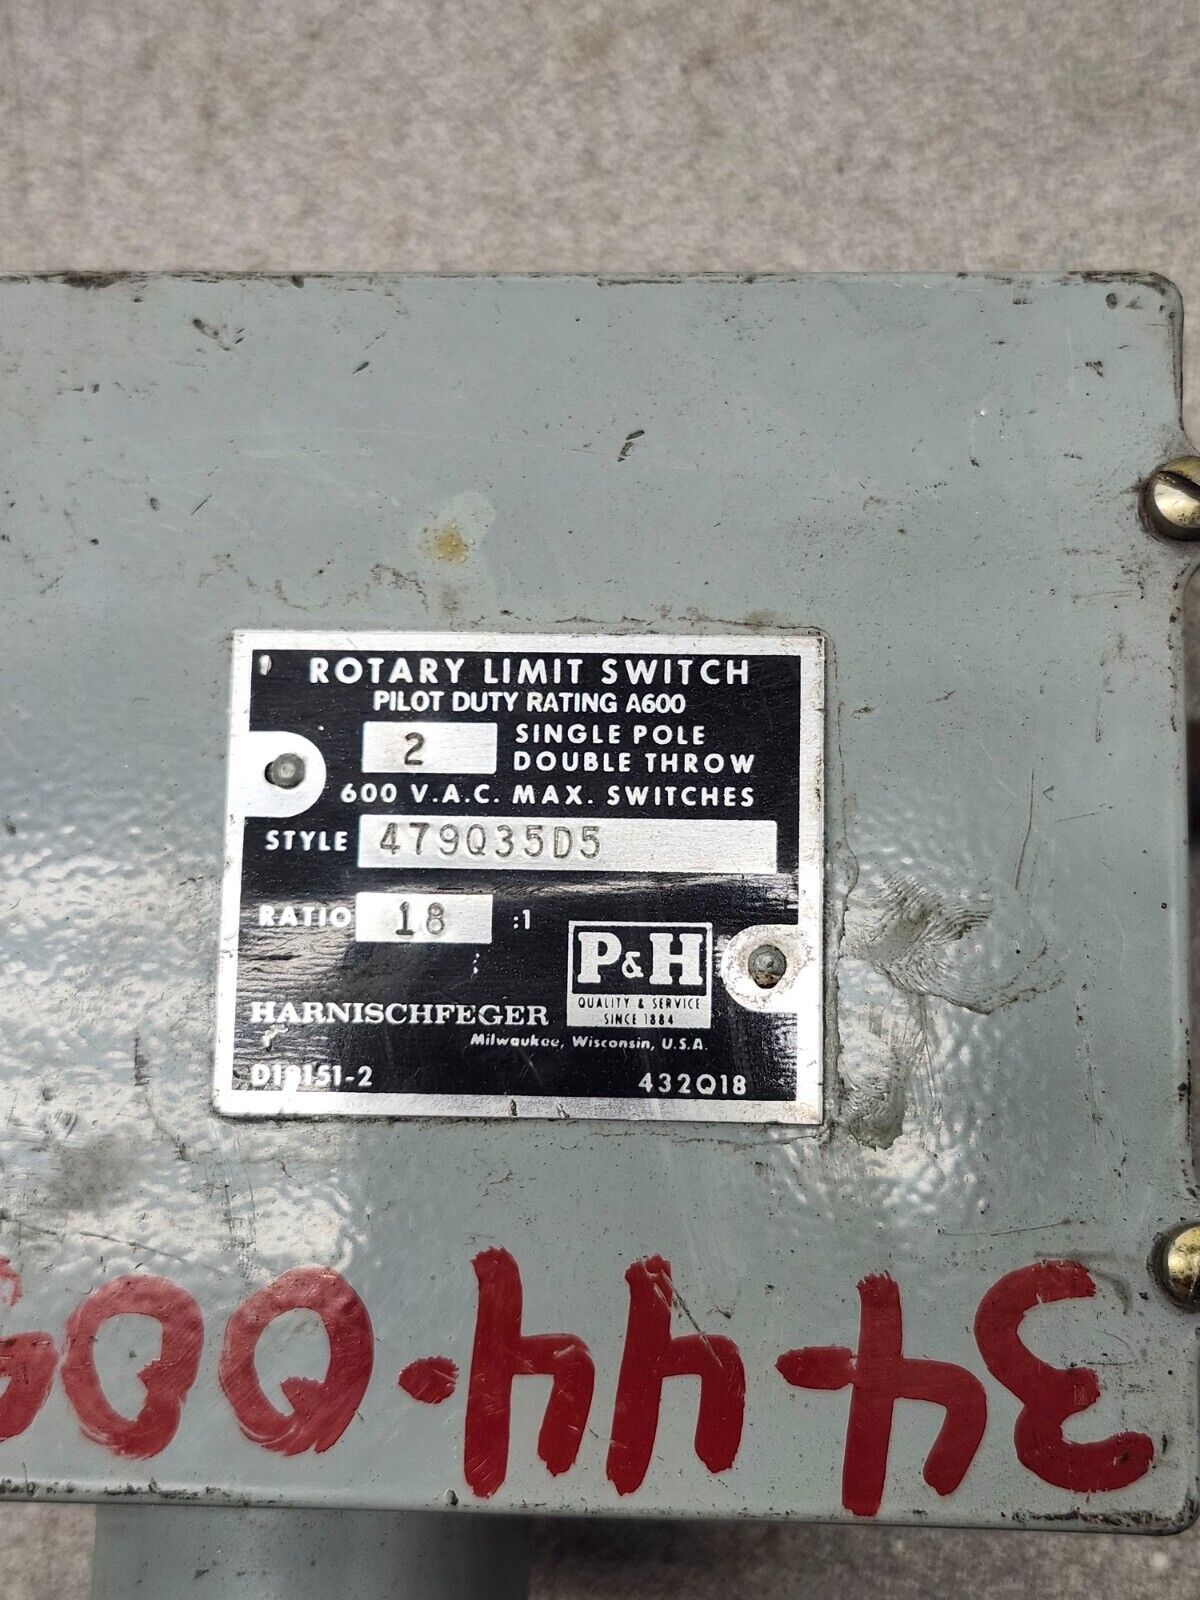 ROTARY LIMIT SWITCH
PILOT DUTY RATING A600
2 SINGLE POLE
DOUBLE THROW
600 V.A.C. MAX. SWITCHES
STYLE 479Q35D5
RATIO 18 :1
P&H
QUALITY & SERVICE
SINCE 1884
HARNISCHFEGER
Milwaukee, Wisconsin, U.S.A.
432Q18
34-44-00